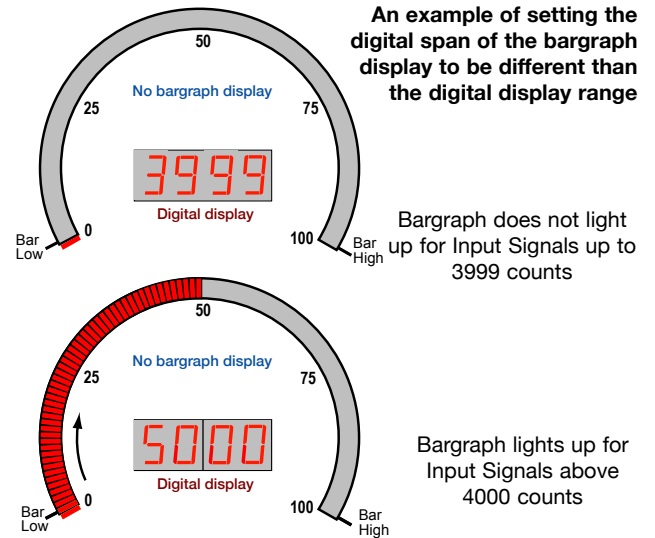 An example of setting the
digital span of the bargraph
display to be different than
the digital display range
50
No bargraph display
25
75
3999
Digital display
0
100
Bar
Low
Bar
High
Bargraph does not light
up for Input Signals up to
3999 counts
50
No bargraph display
25
75
5000
Digital display
0
100
Bar
Low
Bar
High
Bargraph lights up for
Input Signals above
4000 counts